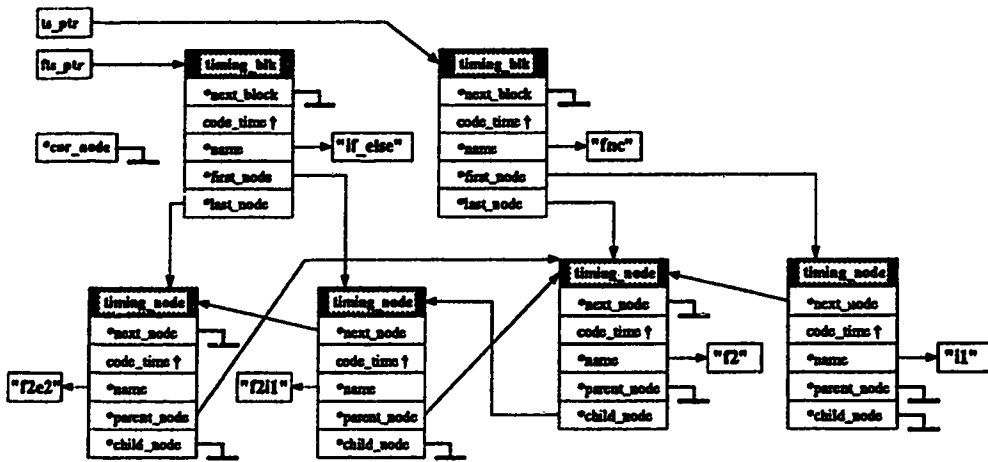 ts_ptr
fts_ptr
timing_blk
timing_blk
*next_block
*next_block
code_time †
code_time †
*cur_node
*name
"if_else"
*name
"fnc"
*first_node
*first_node
*last_node
*last_node
timing_node
timing_node
timing_node
timing_node
*next_node
*next_node
*next_node
*next_node
code_time †
code_time †
code_time †
code_time †
"f2e2"
*name
"f2i1"
*name
*name
"f2"
*name
"i1"
*parent_node
*parent_node
*parent_node
*parent_node
*child_node
*child_node
*child_node
*child_node